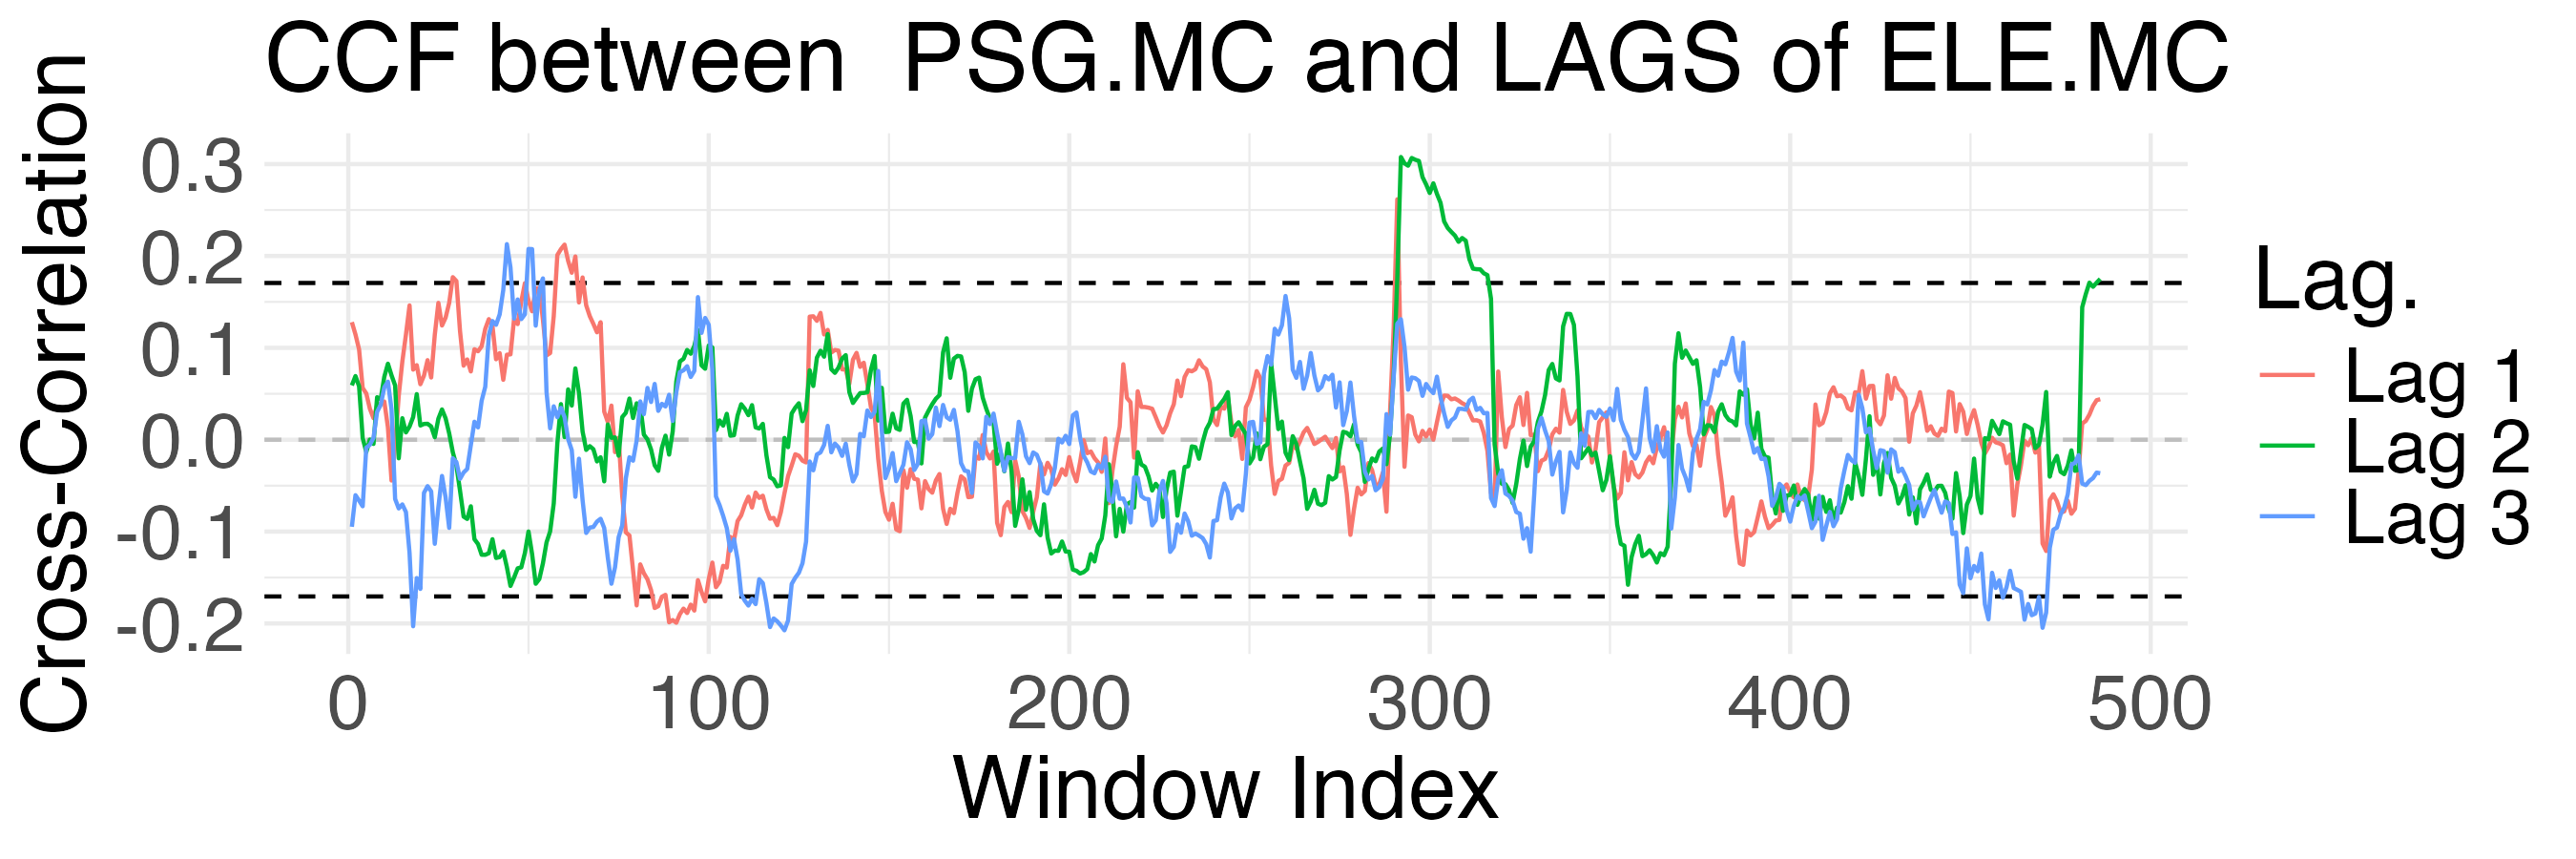 CCF between  PSG.MC and LAGS of ELE.MC
Cross-Correlation
0.3
0.2
0.1
0.0
-0.1
-0.2
0 100 200 300 400 500
Window Index
Lag.
Lag 1
Lag 2
Lag 3